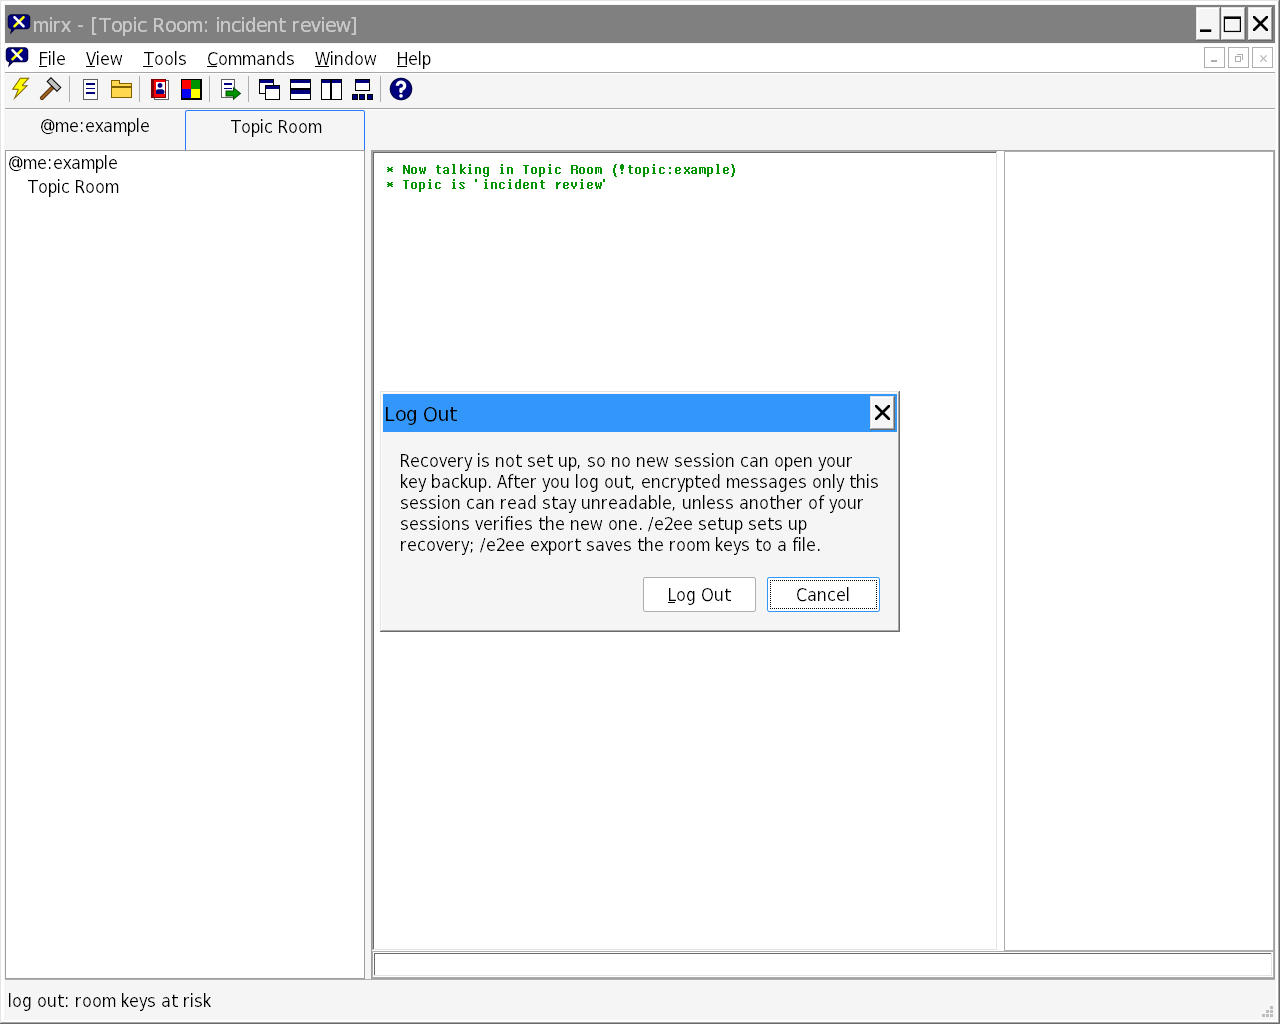 mirx - [Topic Room: incident review]
File View Tools Commands Window Help
@me:example Topic Room
@me:example
Topic Room
* Now talking in Topic Room (!topic:example)
* Topic is 'incident review'
Log Out
Recovery is not set up, so no new session can open your
key backup. After you log out, encrypted messages only this
session can read stay unreadable, unless another of your
sessions verifies the new one. /e2ee setup sets up
recovery; /e2ee export saves the room keys to a file.
Log Out Cancel
log out: room keys at risk